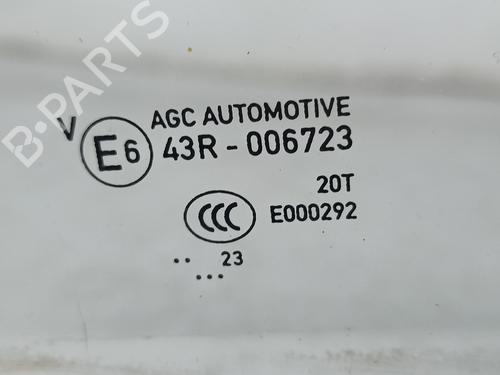 B-PARTS
AGC AUTOMOTIVE
V E6 43R - 006723
20T
CCC E000292
.. 23
...